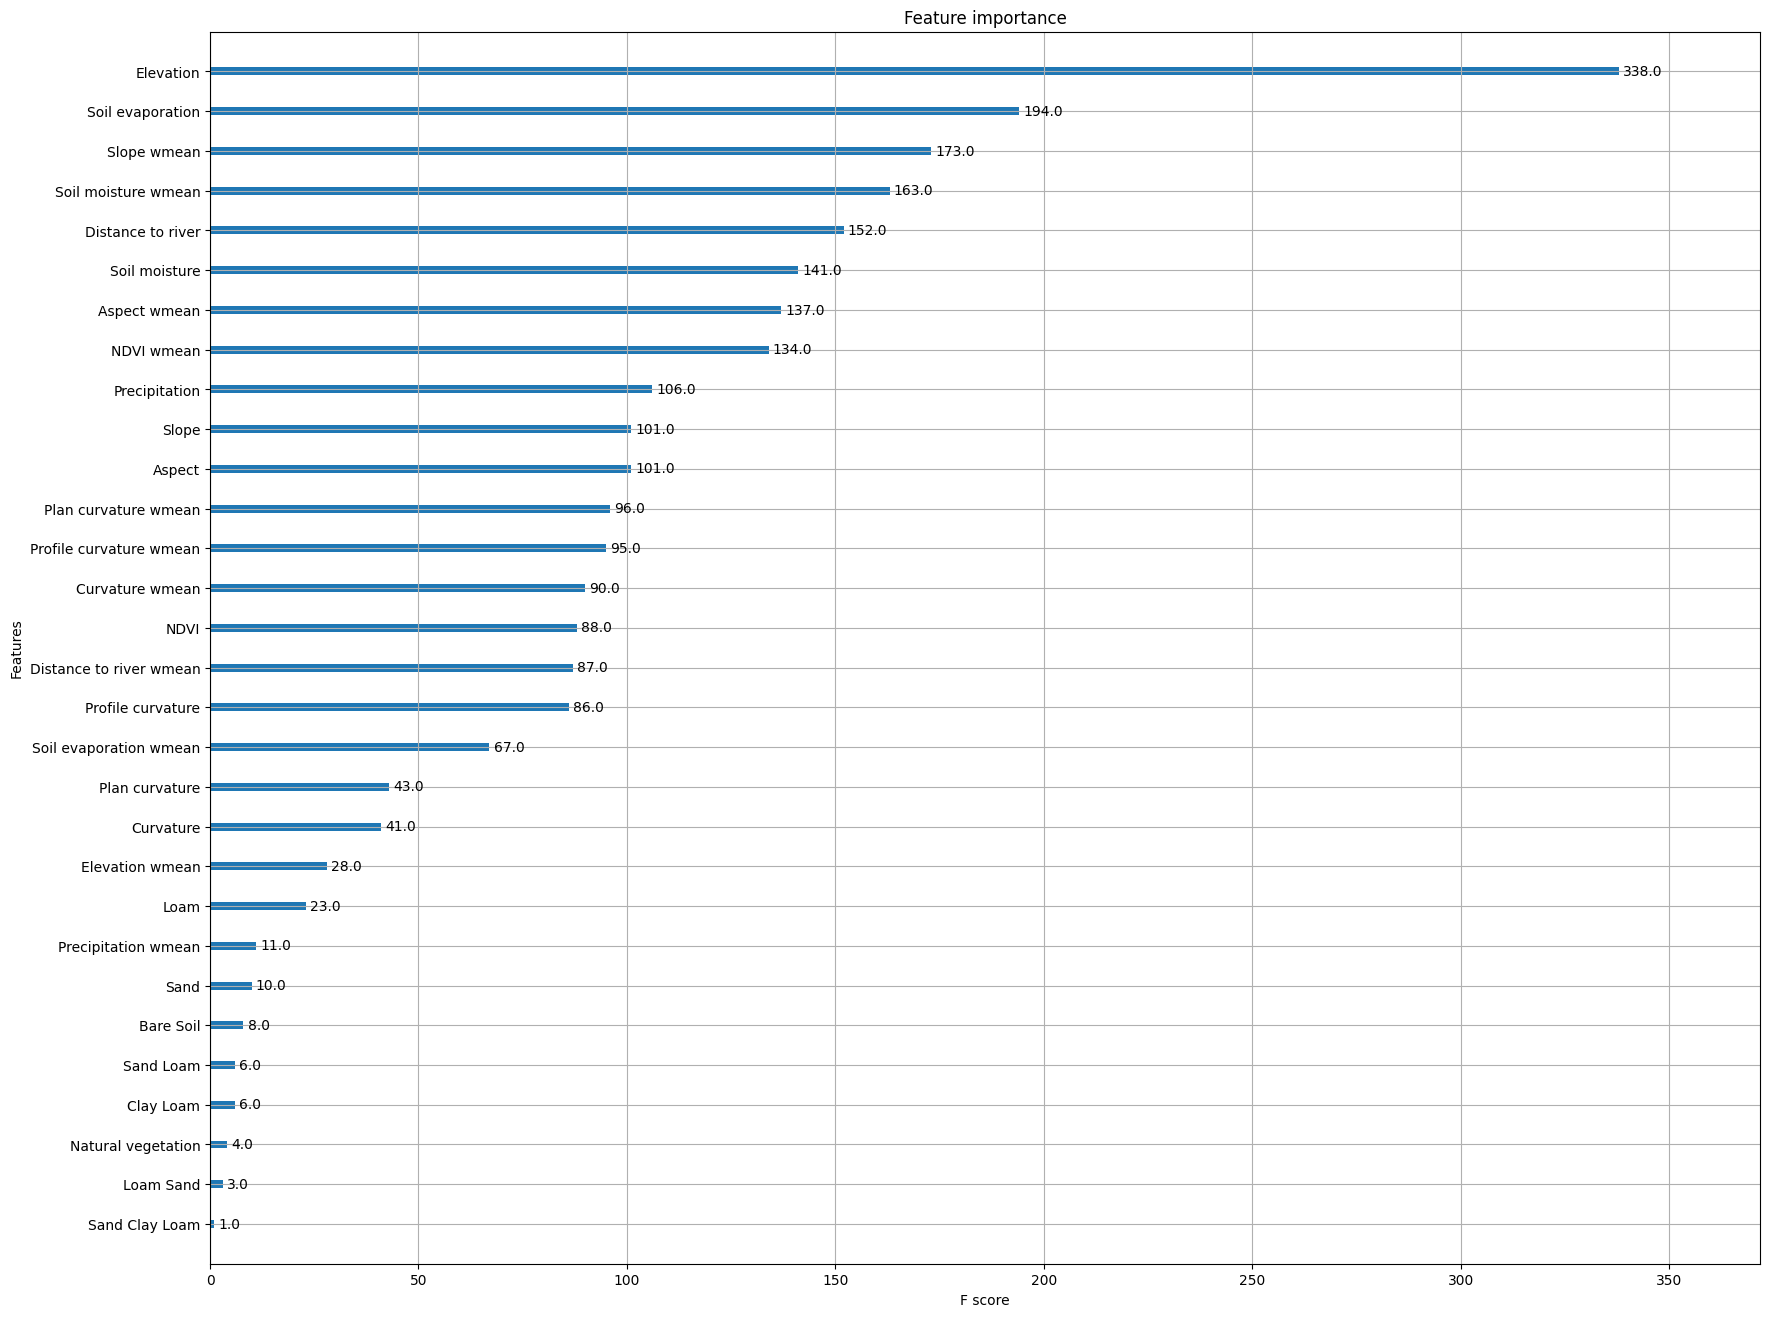 Feature importance
Elevation 338.0
Soil evaporation 194.0
Slope wmean 173.0
Soil moisture wmean 163.0
Distance to river 152.0
Soil moisture 141.0
Aspect wmean 137.0
NDVI wmean 134.0
Precipitation 106.0
Slope 101.0
Aspect 101.0
Plan curvature wmean 96.0
Profile curvature wmean 95.0
Curvature wmean 90.0
NDVI 88.0
Distance to river wmean 87.0
Profile curvature 86.0
Soil evaporation wmean 67.0
Plan curvature 43.0
Curvature 41.0
Elevation wmean 28.0
Loam 23.0
Precipitation wmean 11.0
Sand 10.0
Bare Soil 8.0
Sand Loam 6.0
Clay Loam 6.0
Natural vegetation 4.0
Loam Sand 3.0
Sand Clay Loam 1.0
Features
0 50 100 150 200 250 300 350
F score